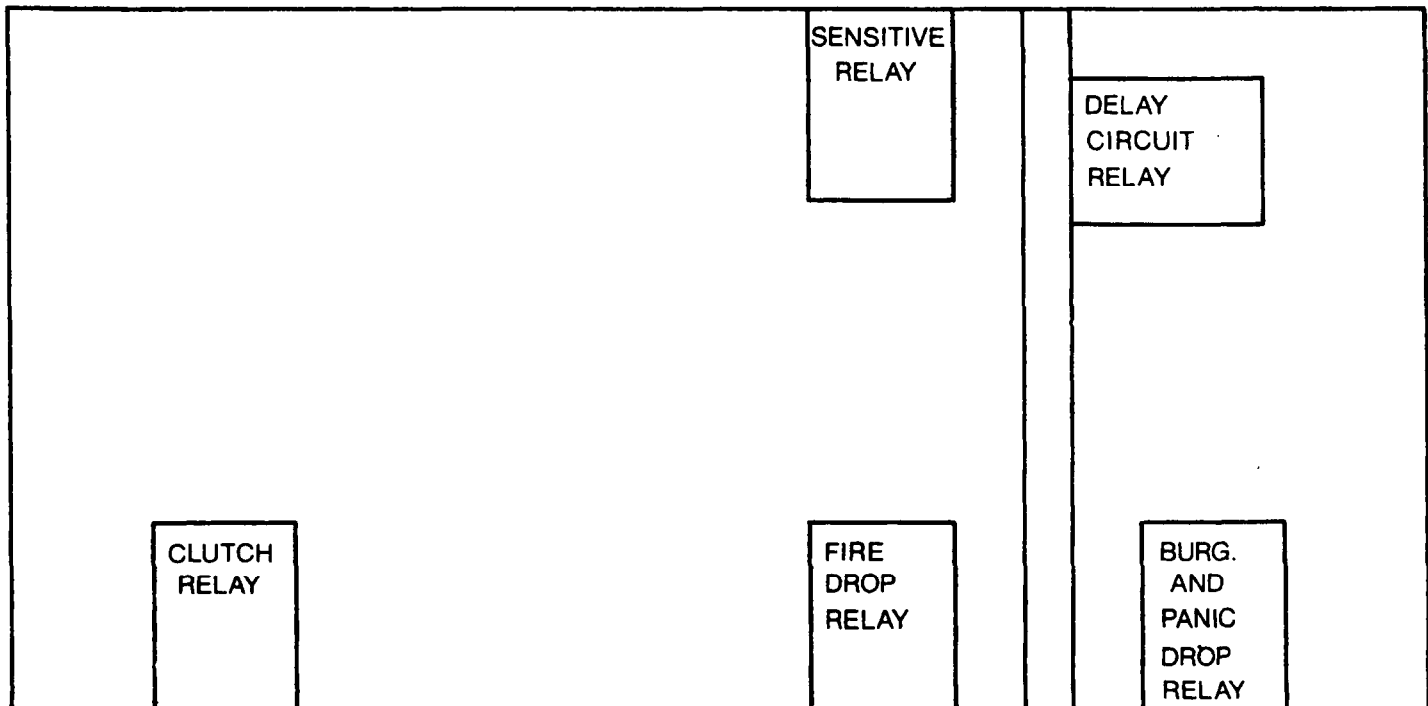 SENSITIVE
RELAY
DELAY
CIRCUIT
RELAY
CLUTCH
RELAY
FIRE
DROP
RELAY
BURG.
AND
PANIC
DROP
RELAY